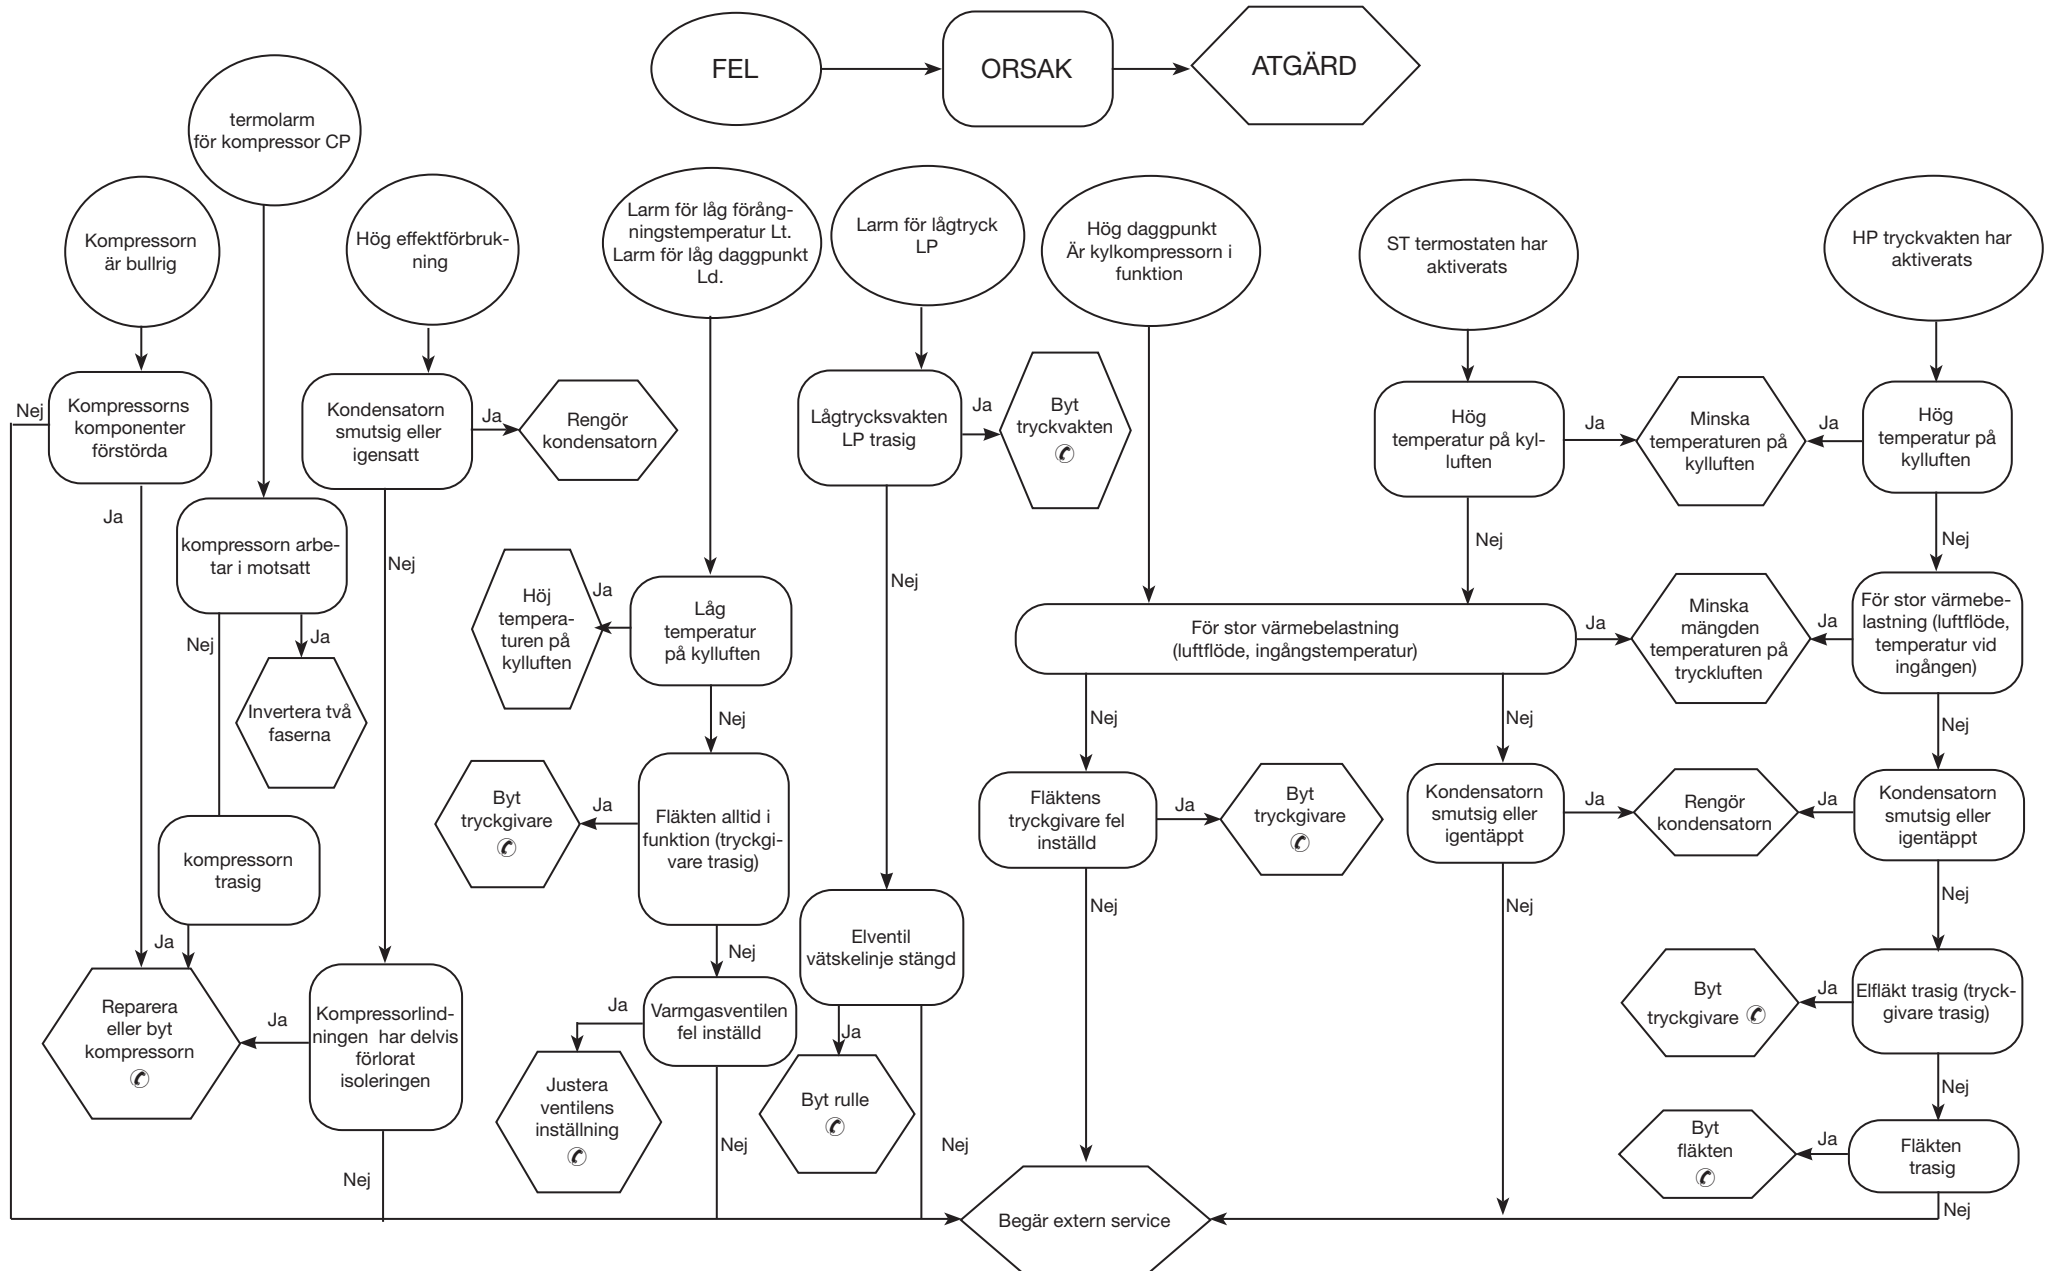 FEL
ORSAK
ATGÄRD
termolarm
för kompressor CP
Kompressorn
är bullrig
Hög effektförbruk-
ning
Larm för låg förång-
ningstemperatur Lt.
Larm för låg daggpunkt
Ld.
Larm för lågtryck
LP
Hög daggpunkt
Är kylkompressorn i
funktion
ST termostaten har
aktiverats
HP tryckvakten har
aktiverats
Nej
Kompressorns
komponenter
förstörda
Ja
Kondensatorn
smutsig eller
igensatt
Ja
Rengör
kondensatorn
Nej
Lågtrycksvakten
LP trasig
Ja
Byt
tryckvakten
Nej
Hög
temperatur på kyl-
luften
Ja
Minska
temperaturen på
kylluften
Ja
Hög
temperatur på
kylluften
Nej
Nej
kompressorn arbe-
tar i motsatt
Nej
Ja
Invertera två
faserna
Höj
tempera-
turen på
kylluften
Ja
Låg
temperatur
på kylluften
Nej
För stor värmebelastning
(luftflöde, ingångstemperatur)
Ja
Minska
mängden
temperaturen på
tryckluften
Ja
För stor värmebe-
lastning (luftflöde,
temperatur vid
ingången)
Nej
Nej
Nej
kompressorn
trasig
Ja
Byt
tryckgivare
Ja
Fläkten alltid i
funktion (tryckgi-
vare trasig)
Nej
Fläktens
tryckgivare fel
inställd
Ja
Byt
tryckgivare
Nej
Kondensatorn
smutsig eller
igentäppt
Ja
Rengör
kondensatorn
Ja
Kondensatorn
smutsig eller
igentäppt
Nej
Nej
Elventil
vätskelinje stängd
Ja
Nej
Reparera
eller byt
kompressorn
Ja
Kompressorlind-
ningen har delvis
förlorat
isoleringen
Nej
Ja
Varmgasventilen
fel inställd
Nej
Justera
ventilens
inställning
Byt rulle
Byt
tryckgivare
Ja
Elfläkt trasig (tryck-
givare trasig)
Nej
Byt
fläkten
Ja
Fläkten
trasig
Nej
Begär extern service